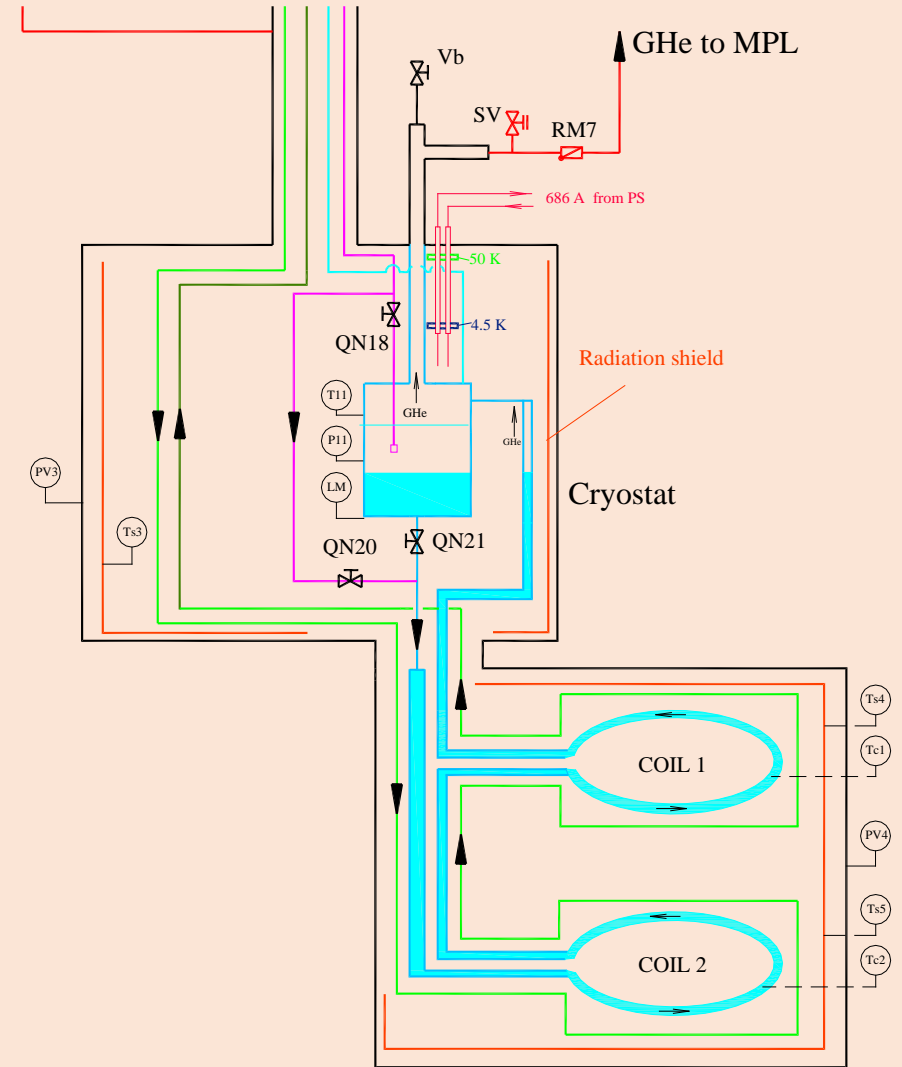 GHe to MPL
Vb
SV
RM7
686 A from PS
50 K
4.5 K
QN18
Radiation shield
T11
GHe
GHe
P11
PV3
LM
Cryostat
Ts3
QN20
QN21
Ts4
Tc1
COIL 1
PV4
Ts5
Tc2
COIL 2